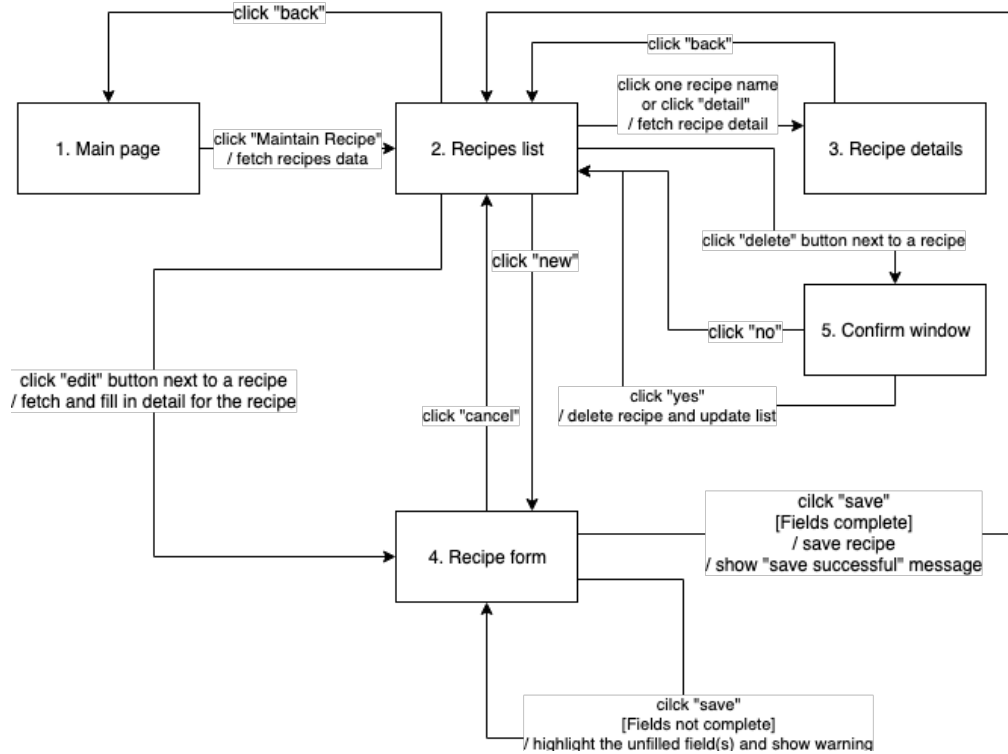 click "back"
click "back"
click one recipe name
or click "detail"
/ fetch recipe detail
1. Main page
click "Maintain Recipe"
/ fetch recipes data
2. Recipes list
3. Recipe details
click "delete" button next to a recipe
click "new"
click "no"
5. Confirm window
click "edit" button next to a recipe
/ fetch and fill in detail for the recipe
click "yes"
/ delete recipe and update list
click "cancel"
cilck "save"
[Fields complete]
/ save recipe
/ show "save successful" message
4. Recipe form
cilck "save"
[Fields not complete]
/ highlight the unfilled field(s) and show warning